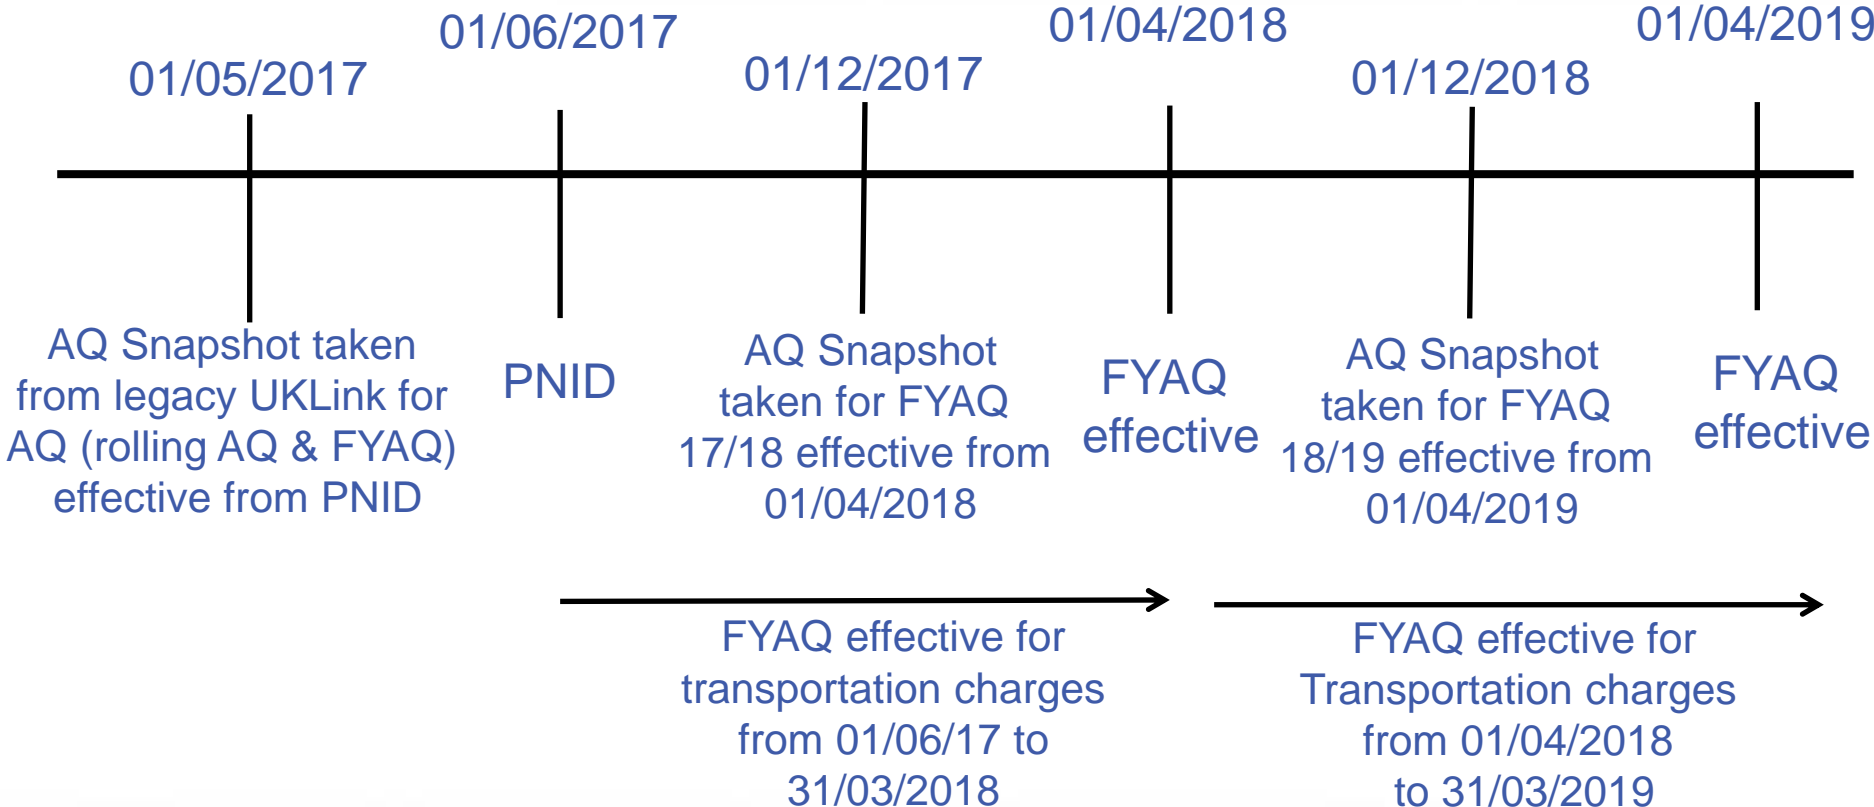 01/05/2017
01/06/2017
01/12/2017
01/04/2018
01/12/2018
01/04/2019
AQ Snapshot taken
from legacy UKLink for
AQ (rolling AQ & FYAQ)
effective from PNID
PNID
AQ Snapshot
taken for FYAQ
17/18 effective from
01/04/2018
FYAQ
effective
AQ Snapshot
taken for FYAQ
18/19 effective from
01/04/2019
FYAQ
effective
FYAQ effective for
transportation charges
from 01/06/17 to
31/03/2018
FYAQ effective for
Transportation charges
from 01/04/2018
to 31/03/2019